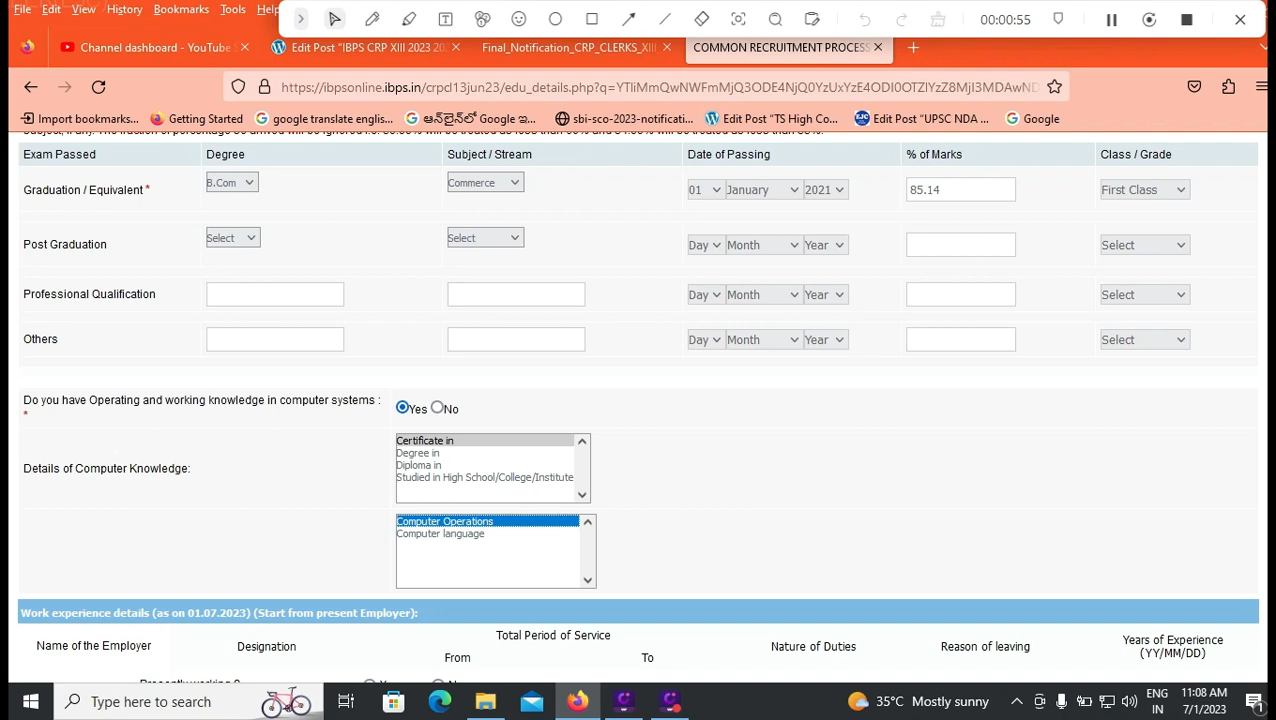 File Edit View History Bookmarks Tools Help
00:00:55
Channel dashboard - YouTube S
Edit Post "IBPS CRP XIII 2023 20
Final_Notification_CRP_CLERKS_XIII
COMMON RECRUITMENT PROCESS
https://ibpsonline.ibps.in/crpcl13jun23/edu_details.php?q=YTliMmQwNWFmMjQ3ODE4NjQ0YzUxYzE4ODI0OTZlYzZ8MjI3MDAwND
Import bookmarks... Getting Started google translate englis... ఆన్‌లైన్‌లో Google ఇ... sbi-sco-2023-notificati... Edit Post "TS High Co... Edit Post "UPSC NDA ... Google
Exam Passed Degree Subject / Stream Date of Passing % of Marks Class / Grade
Graduation / Equivalent * B.Com Commerce 01 January 2021 85.14 First Class
Post Graduation Select Select Day Month Year Select
Professional Qualification Day Month Year Select
Others Day Month Year Select
Do you have Operating and working knowledge in computer systems :
*
Yes No
Certificate in
Degree in
Details of Computer Knowledge:
Diploma in
Studied in High School/College/Institute
Computer Operations
Computer language
Work experience details (as on 01.07.2023) (Start from present Employer):
Name of the Employer Designation Total Period of Service Nature of Duties Reason of leaving Years of Experience
From To (YY/MM/DD)
Type here to search
35°C Mostly sunny
ENG 11:08 AM
IN 7/1/2023
1